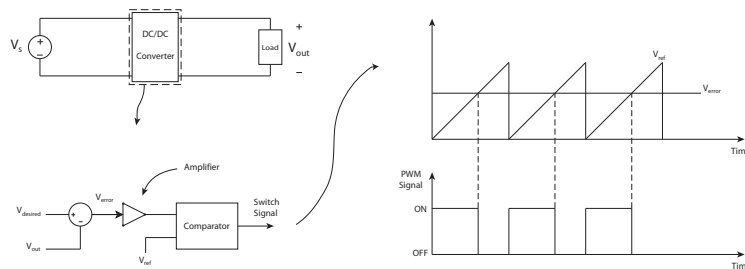 DC/DC
Converter
Vs
+
−
Load
+
Vout
−
Amplifier
Verror
Vdesired
+
−
Vout
Vref
Comparator
Switch
Signal
Vref
Verror
Tim
PWM
Signal
ON
OFF
Tim